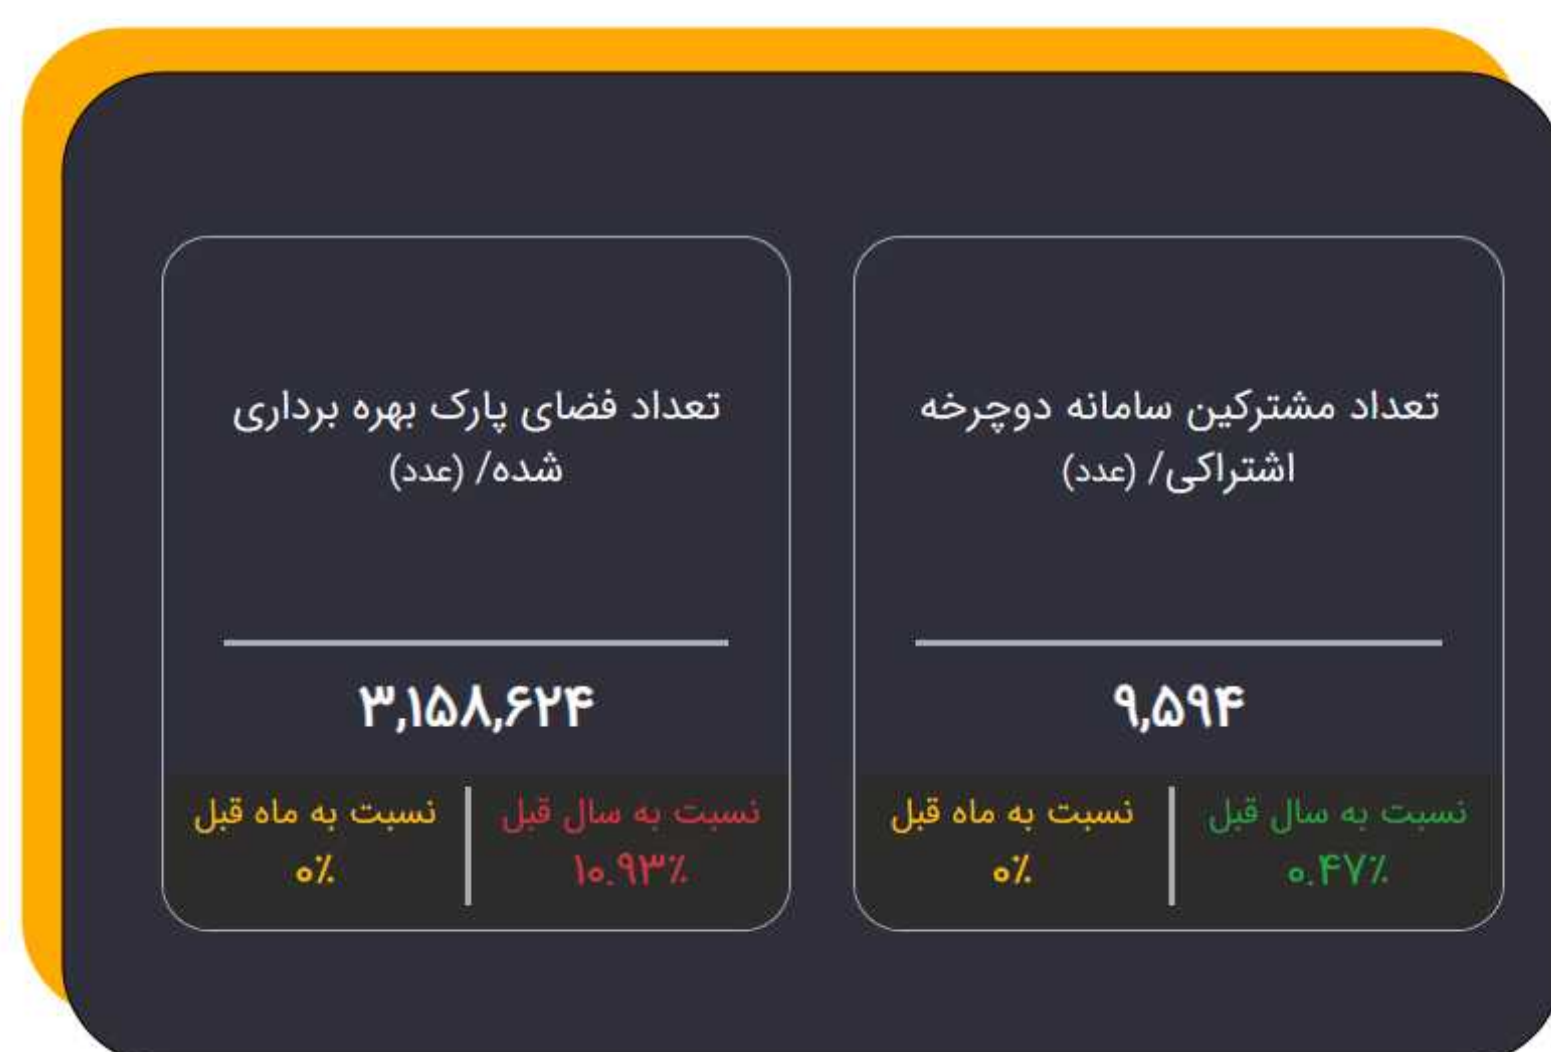 تعداد مشترکین سامانه دوچرخه
اشتراکی/ (عدد)
۹,۵۹۴
نسبت به سال قبل
۰.۴۷٪
نسبت به ماه قبل
۰٪
تعداد فضای پارک بهره برداری
شده/ (عدد)
۳,۱۵۸,۶۲۴
نسبت به سال قبل
۱۰.۹۳٪
نسبت به ماه قبل
۰٪